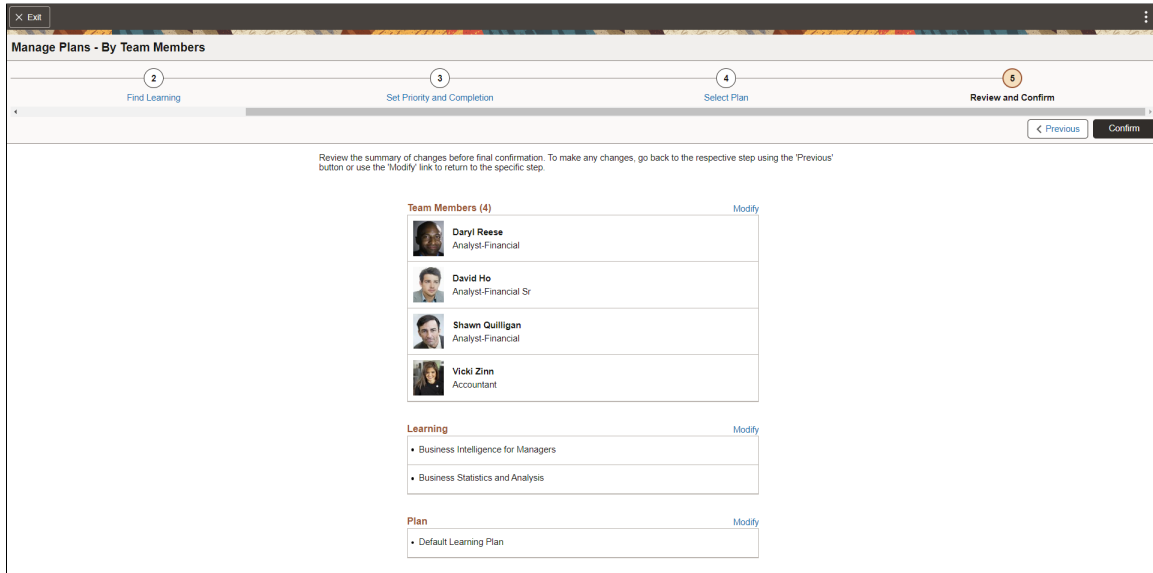 Exit
Manage Plans - By Team Members
2
3
4
5
Find Learning
Set Priority and Completion
Select Plan
Review and Confirm
Previous
Confirm
Review the summary of changes before final confirmation. To make any changes, go back to the respective step using the 'Previous'
button or use the 'Modify' link to return to the specific step.
Team Members (4)
Modify
Daryl Reese
Analyst-Financial
David Ho
Analyst-Financial Sr
Shawn Quilligan
Analyst-Financial
Vicki Zinn
Accountant
Learning
Modify
• Business Intelligence for Managers
• Business Statistics and Analysis
Plan
Modify
• Default Learning Plan